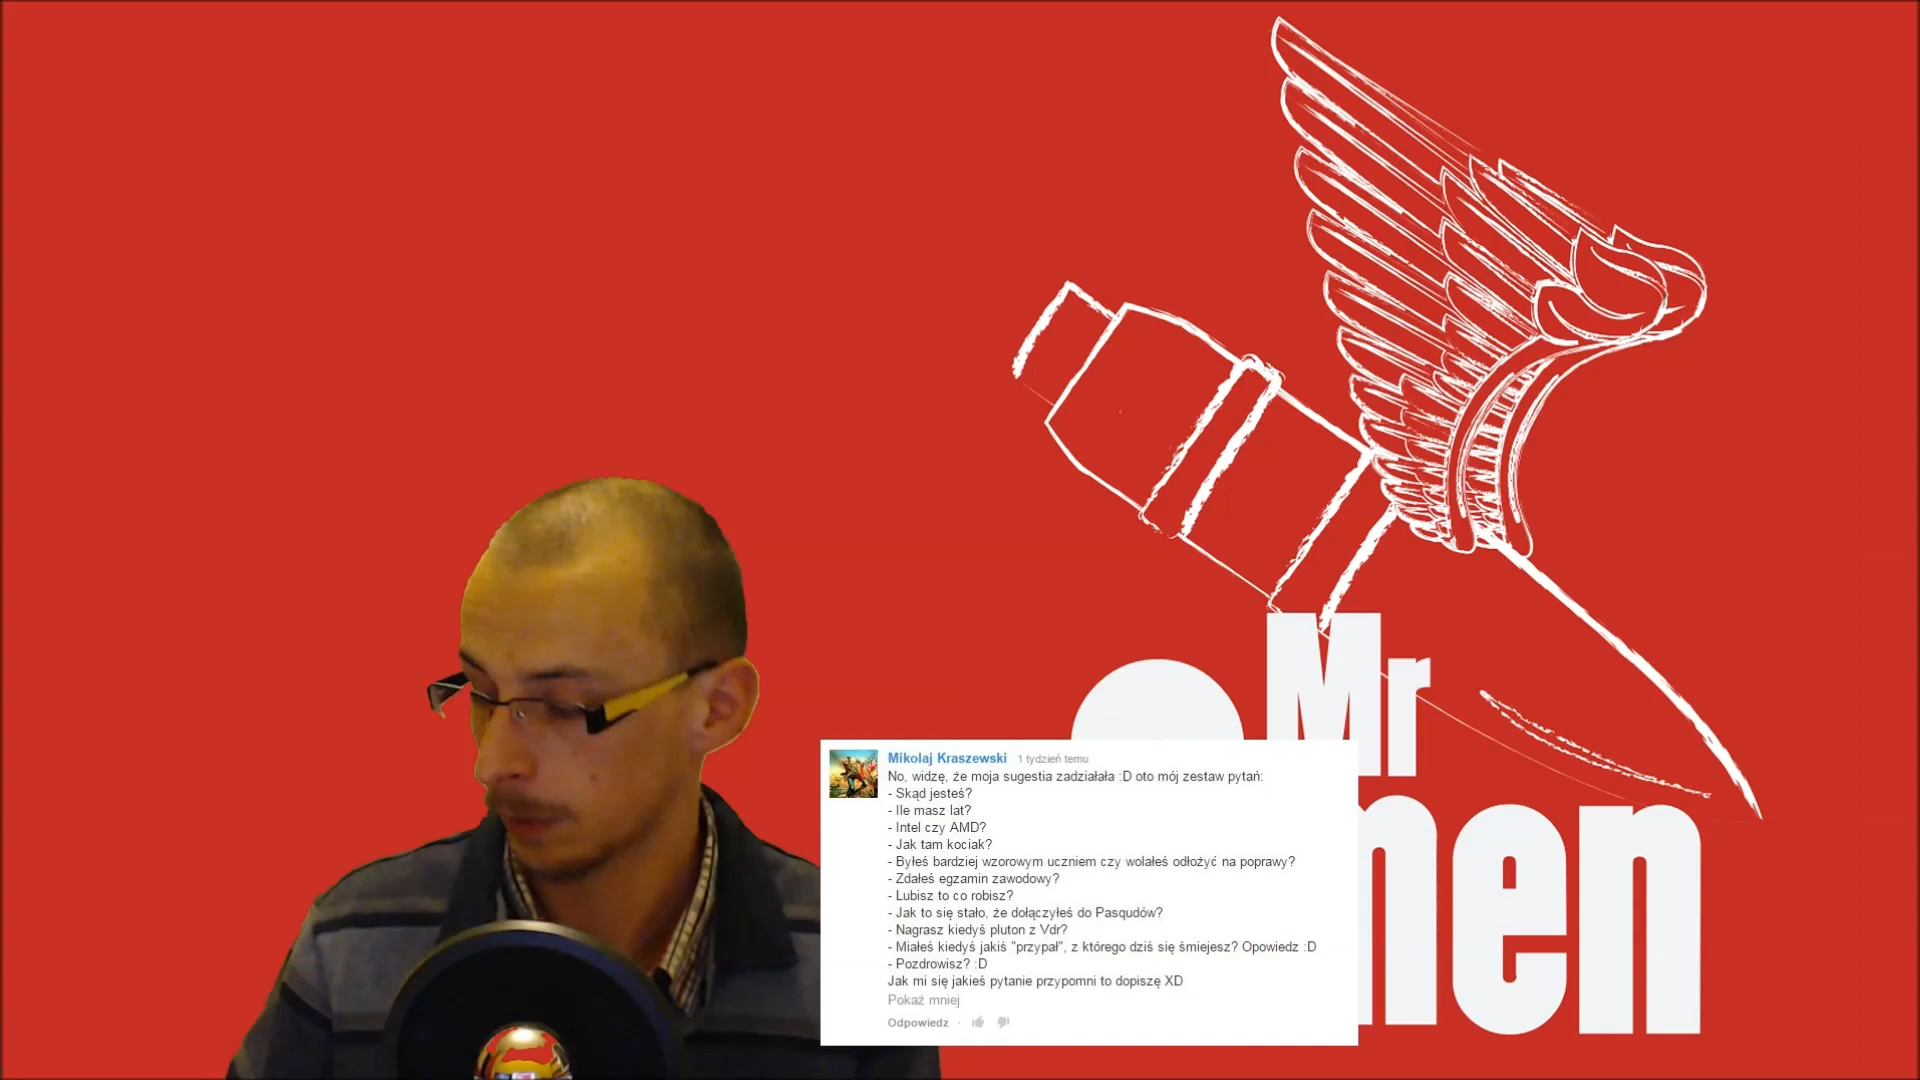 Mr
men
Mikołaj Kraszewski 1 tydzień temu
No, widzę, że moja sugestia zadziałała :D oto mój zestaw pytań:
- Skąd jesteś?
- Ile masz lat?
- Intel czy AMD?
- Jak tam kociak?
- Byłeś bardziej wzorowym uczniem czy wolałeś odłożyć na poprawy?
- Zdałeś egzamin zawodowy?
- Lubisz to co robisz?
- Jak to się stało, że dołączyłeś do Pasqudów?
- Nagrasz kiedyś pluton z Vdr?
- Miałeś kiedyś jakiś "przypał", z którego dziś się śmiejesz? Opowiedz :D
- Pozdrowisz? :D
Jak mi się jakieś pytanie przypomni to dopiszę XD
Pokaż mniej
Odpowiedz ·